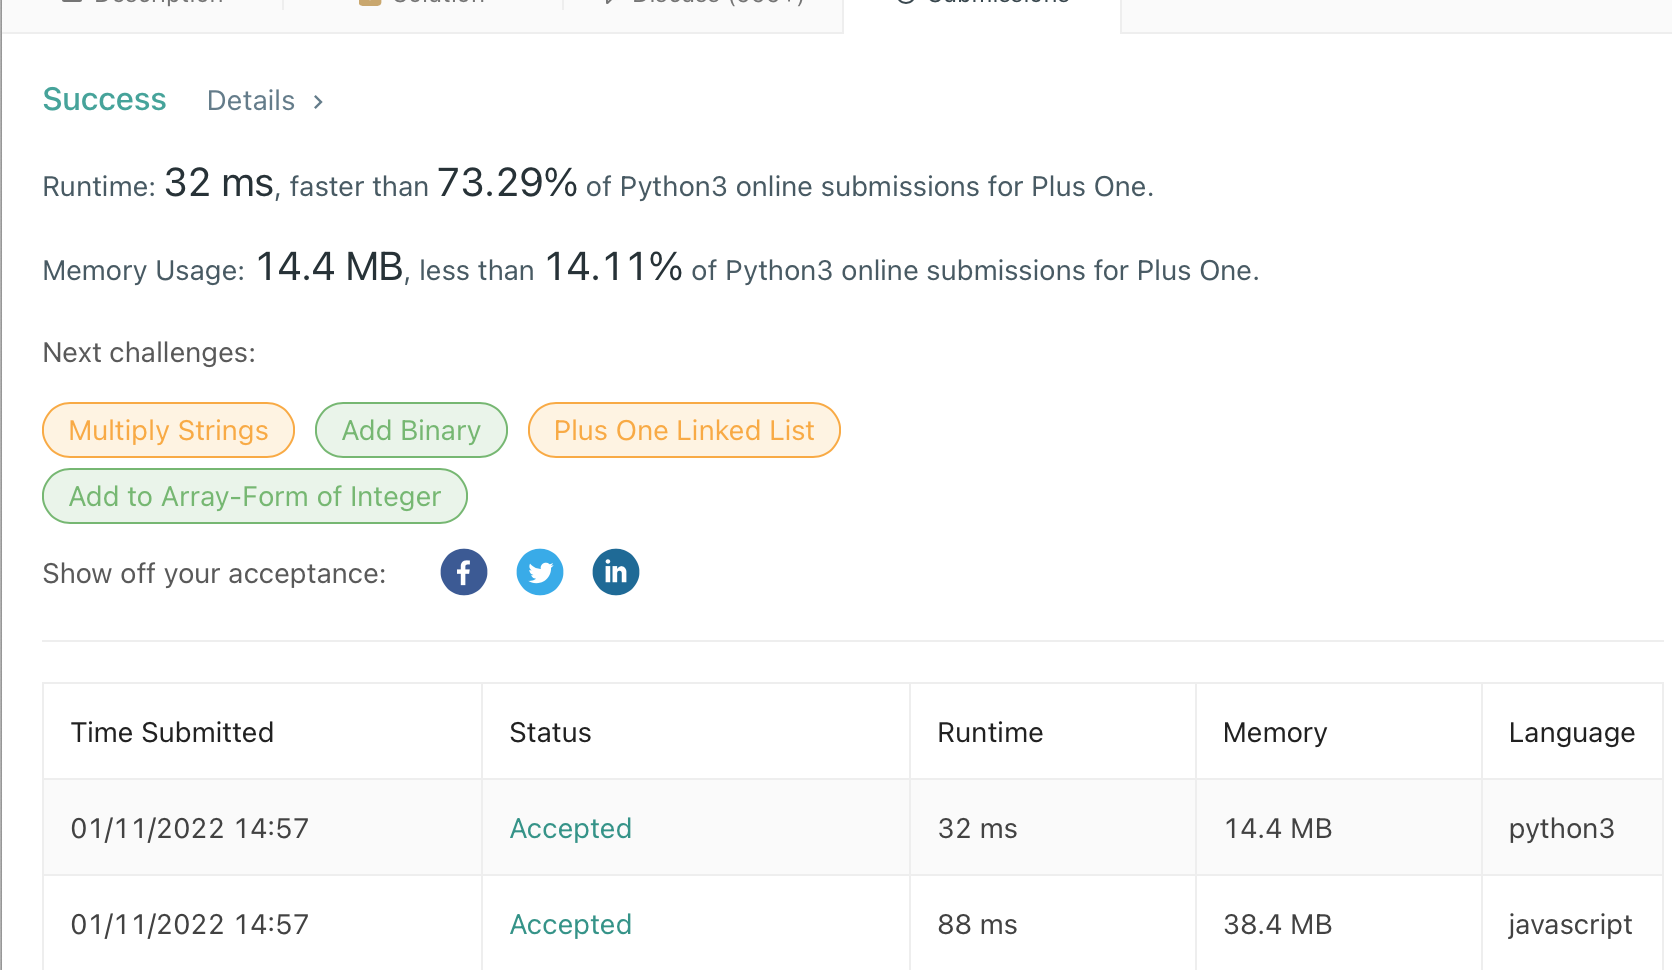 Success Details >
Runtime: 32 ms, faster than 73.29% of Python3 online submissions for Plus One.
Memory Usage: 14.4 MB, less than 14.11% of Python3 online submissions for Plus One.
Next challenges:
Multiply Strings Add Binary Plus One Linked List
Add to Array-Form of Integer
Show off your acceptance:
Time Submitted Status Runtime Memory Language
01/11/2022 14:57 Accepted 32 ms 14.4 MB python3
01/11/2022 14:57 Accepted 88 ms 38.4 MB javascript